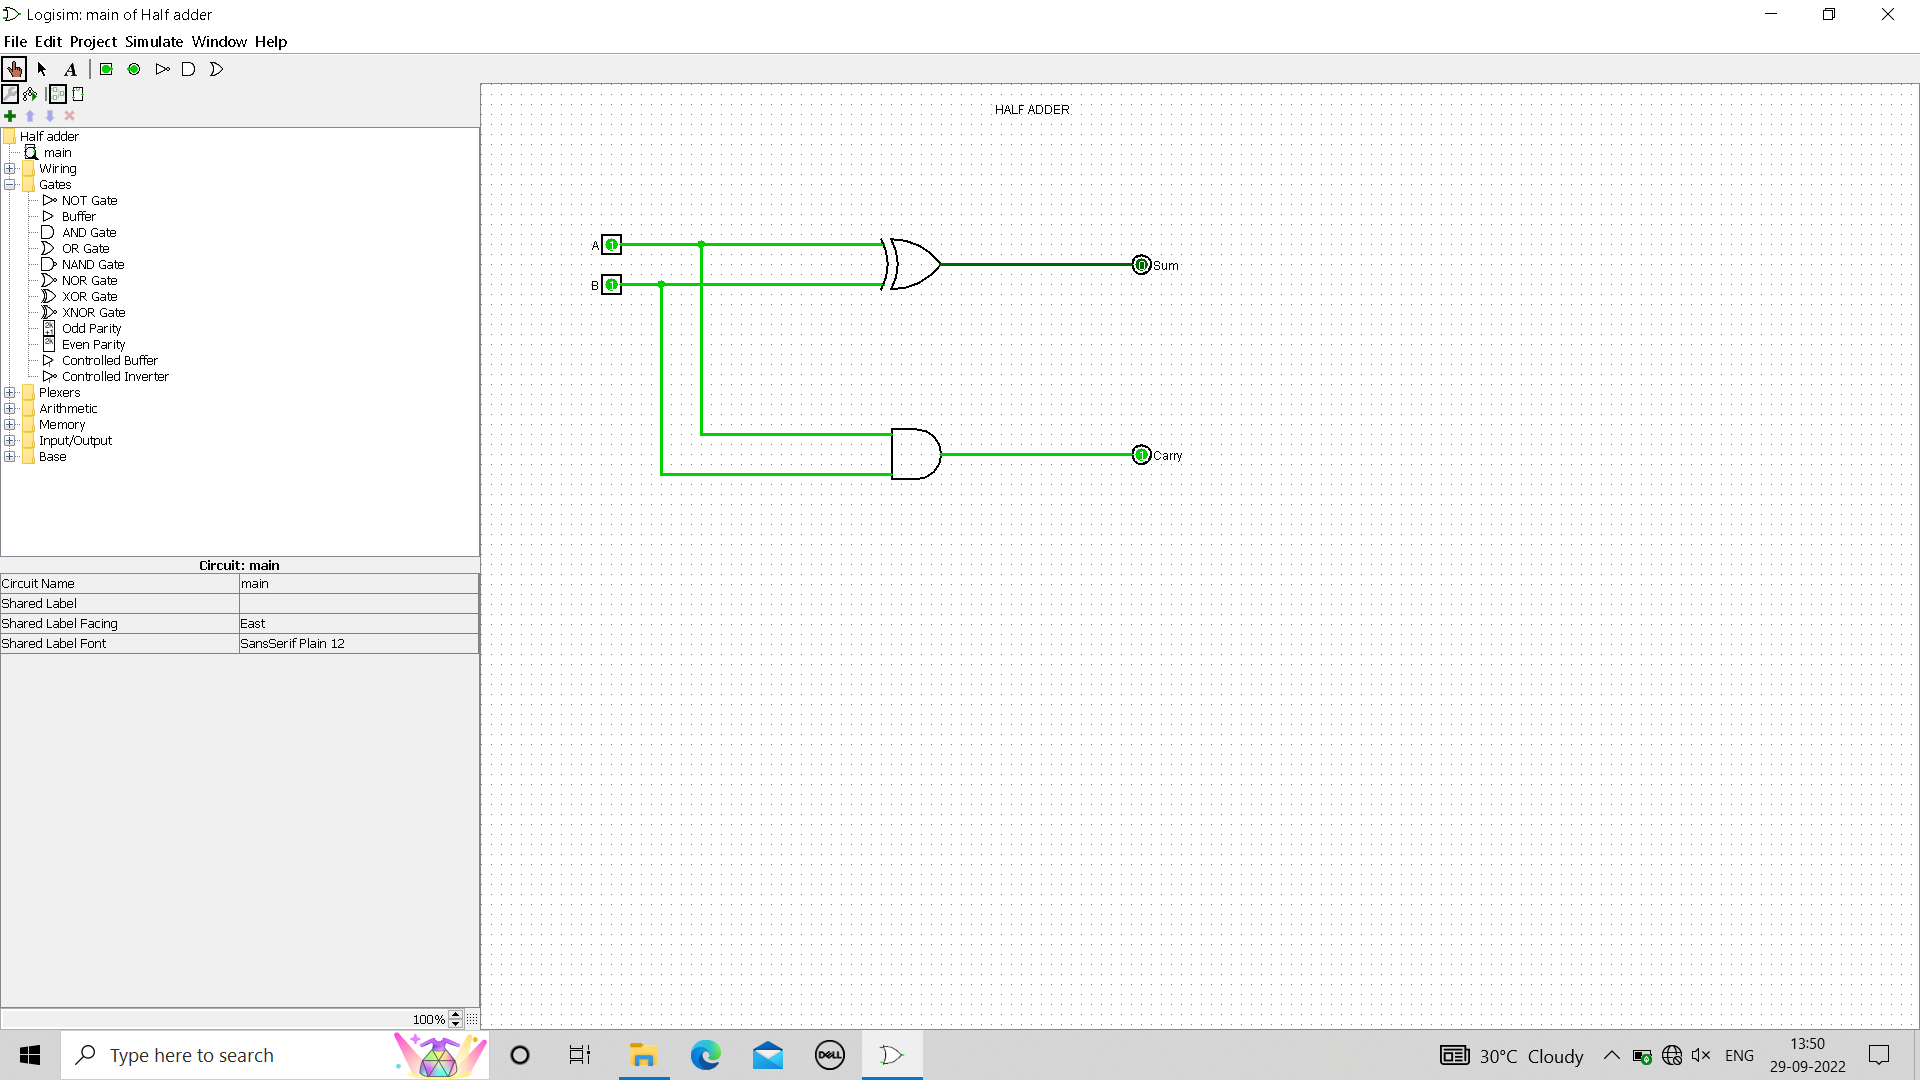 Logisim: main of Half adder
File Edit Project Simulate Window Help
A
HALF ADDER
Half adder
main
Wiring
Gates
NOT Gate
Buffer
AND Gate
OR Gate
NAND Gate
NOR Gate
XOR Gate
XNOR Gate
Odd Parity
Even Parity
Controlled Buffer
Controlled Inverter
Plexers
Arithmetic
Memory
Input/Output
Base
A 1
B 1
0 Sum
1 Carry
Circuit: main
Circuit Name main
Shared Label
Shared Label Facing East
Shared Label Font SansSerif Plain 12
100%
Type here to search
DELL
30°C Cloudy
ENG
13:50
29-09-2022